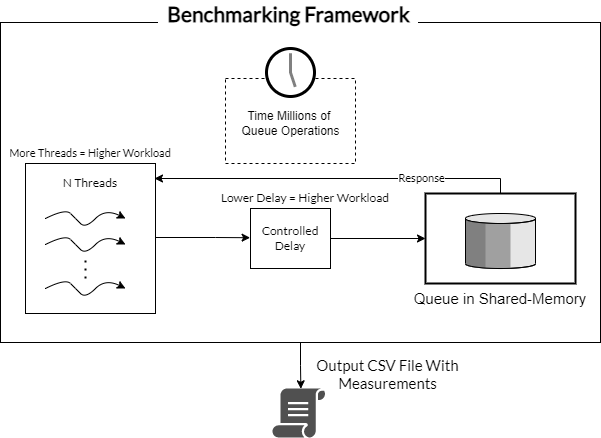 Benchmarking Framework
Time Millions of
Queue Operations
More Threads = Higher Workload
N Threads
Response
Lower Delay = Higher Workload
Controlled
Delay
Queue in Shared-Memory
Output CSV File With
Measurements